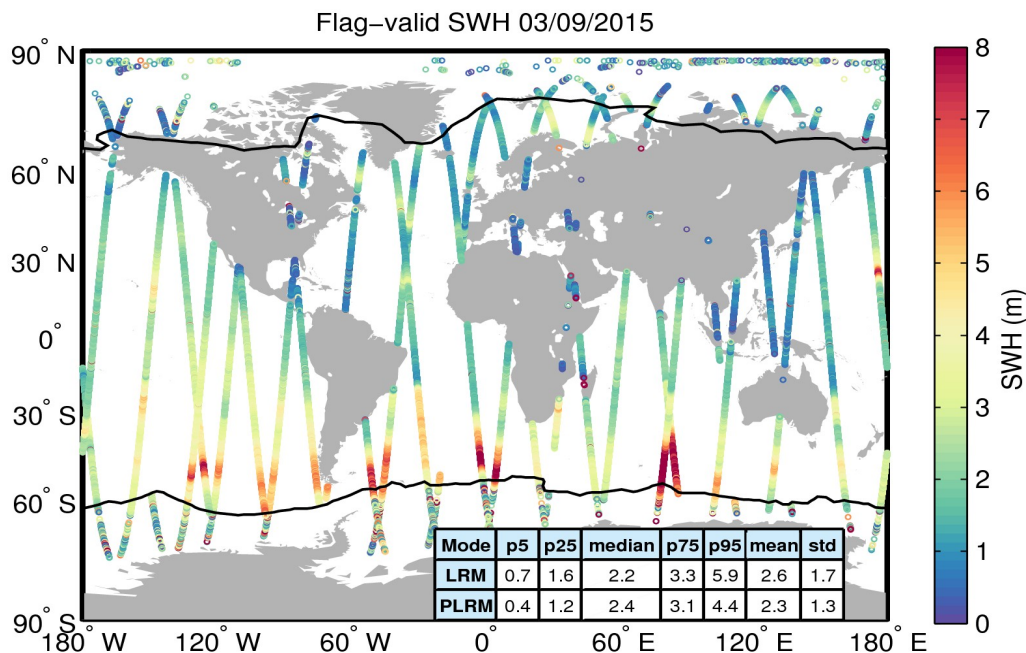 Flag−valid SWH 03/09/2015
90° N
60° N
30° N
0°
30° S
60° S
90° S
180° W
120° W
60° W
0°
60° E
120° E
180° E
Mode p5 p25 median p75 p95 mean std
LRM 0.7 1.6 2.2 3.3 5.9 2.6 1.7
PLRM 0.4 1.2 2.4 3.1 4.4 2.3 1.3
8
7
6
5
4
3
2
1
0
SWH (m)